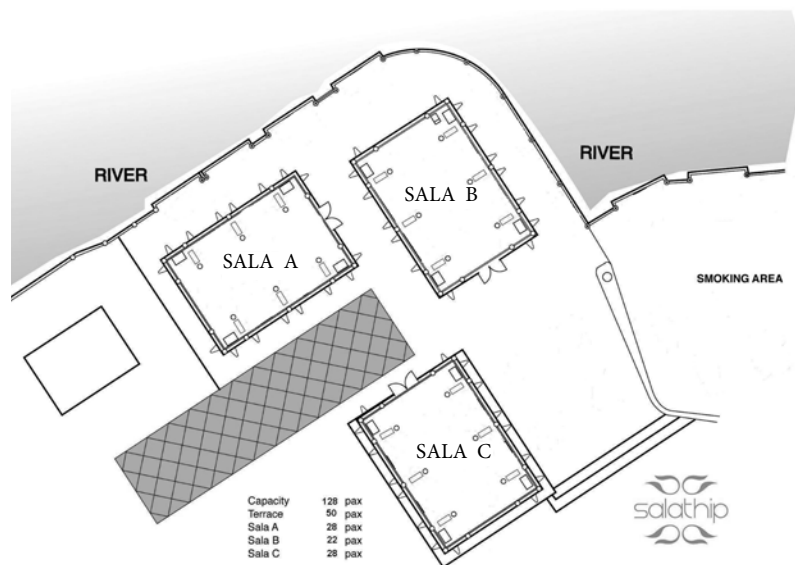 RIVER
RIVER
SALA B
SALA A
SMOKING AREA
SALA C
Capacity 128 pax
Terrace 50 pax
Sala A 28 pax
Sala B 22 pax
Sala C 28 pax
salathip